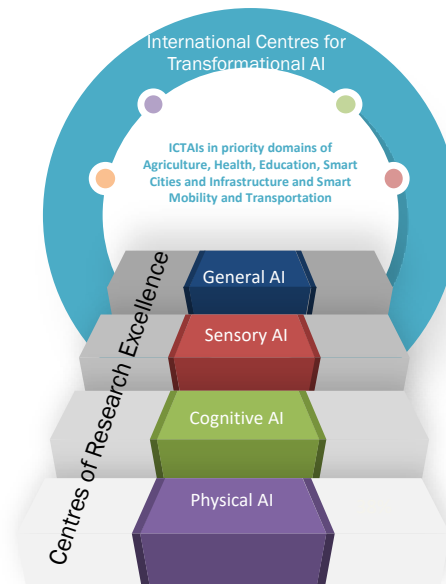 International Centres for
Transformational AI
ICTAIs in priority domains of
Agriculture, Health, Education, Smart
Cities and Infrastructure and Smart
Mobility and Transportation
General AI
Sensory AI
Cognitive AI
Physical AI
Centres of Research Excellence